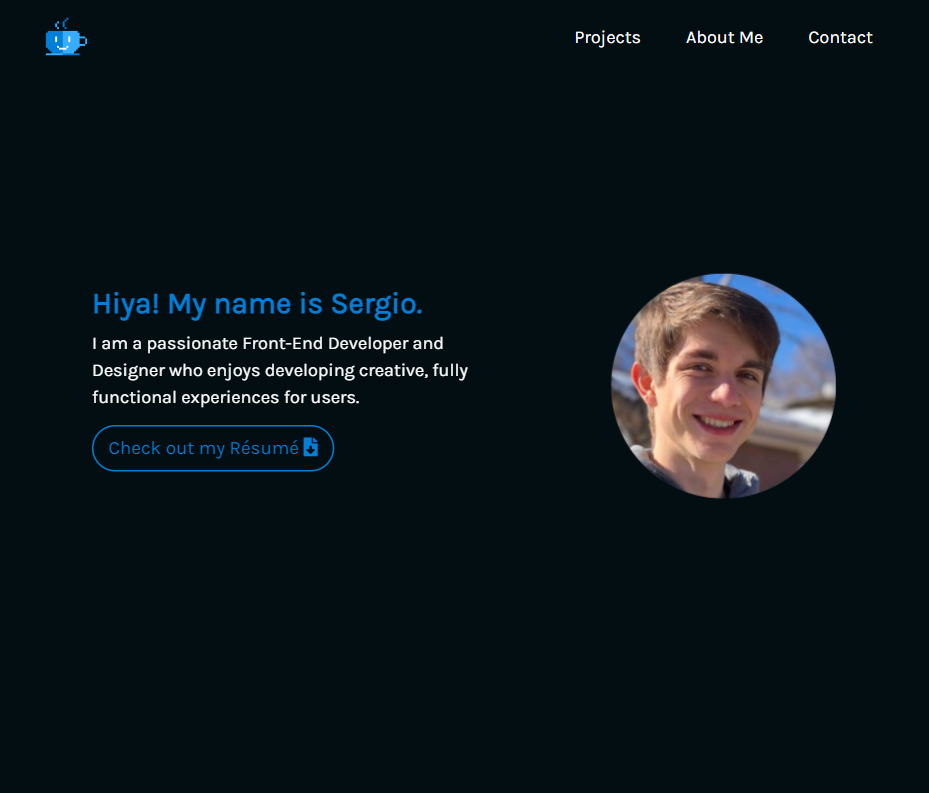 Projects About Me Contact
Hiya! My name is Sergio.
I am a passionate Front-End Developer and
Designer who enjoys developing creative, fully
functional experiences for users.
Check out my Résumé